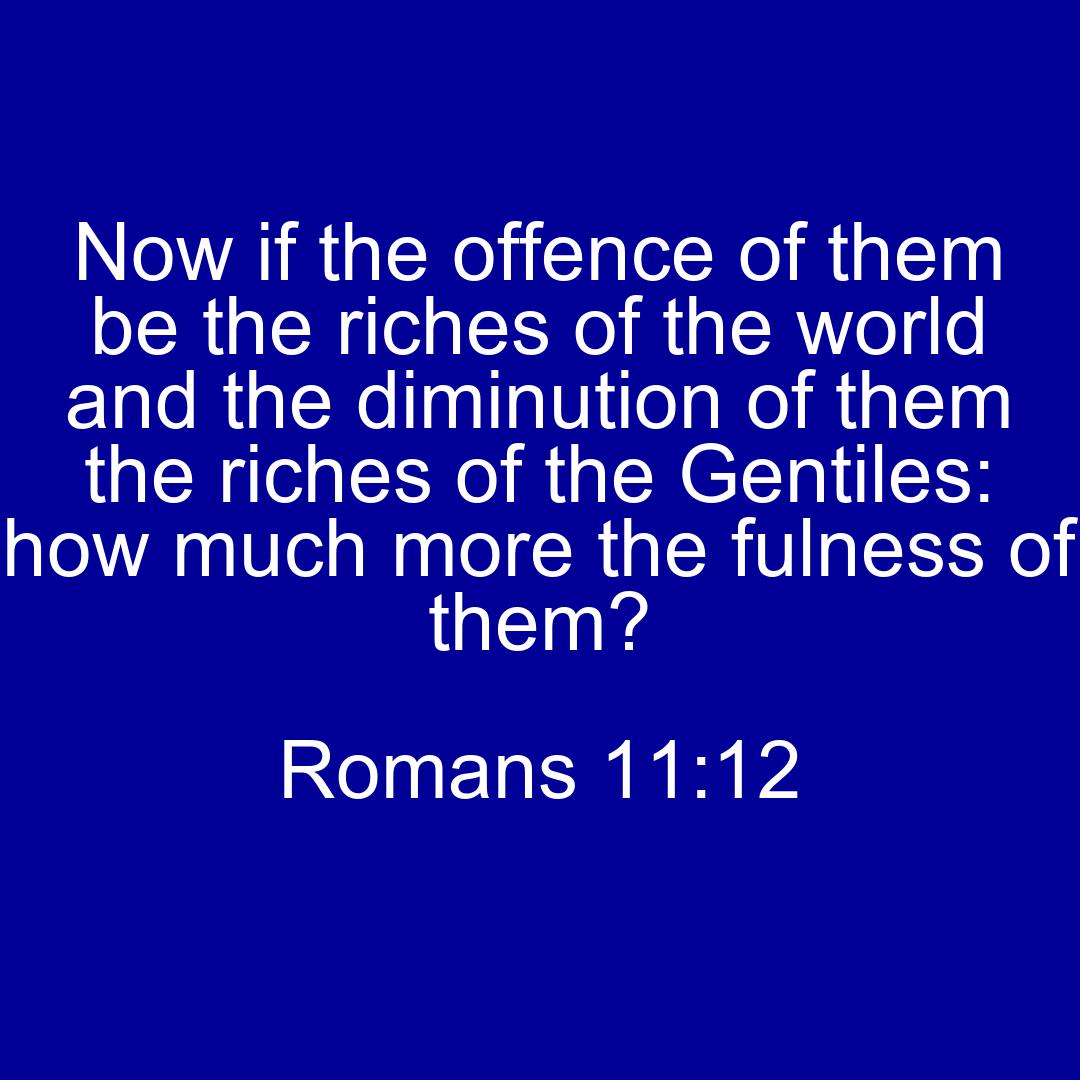 Now if the offence of them
be the riches of the world
and the diminution of them
the riches of the Gentiles:
how much more the fulness of
them?
Romans 11:12